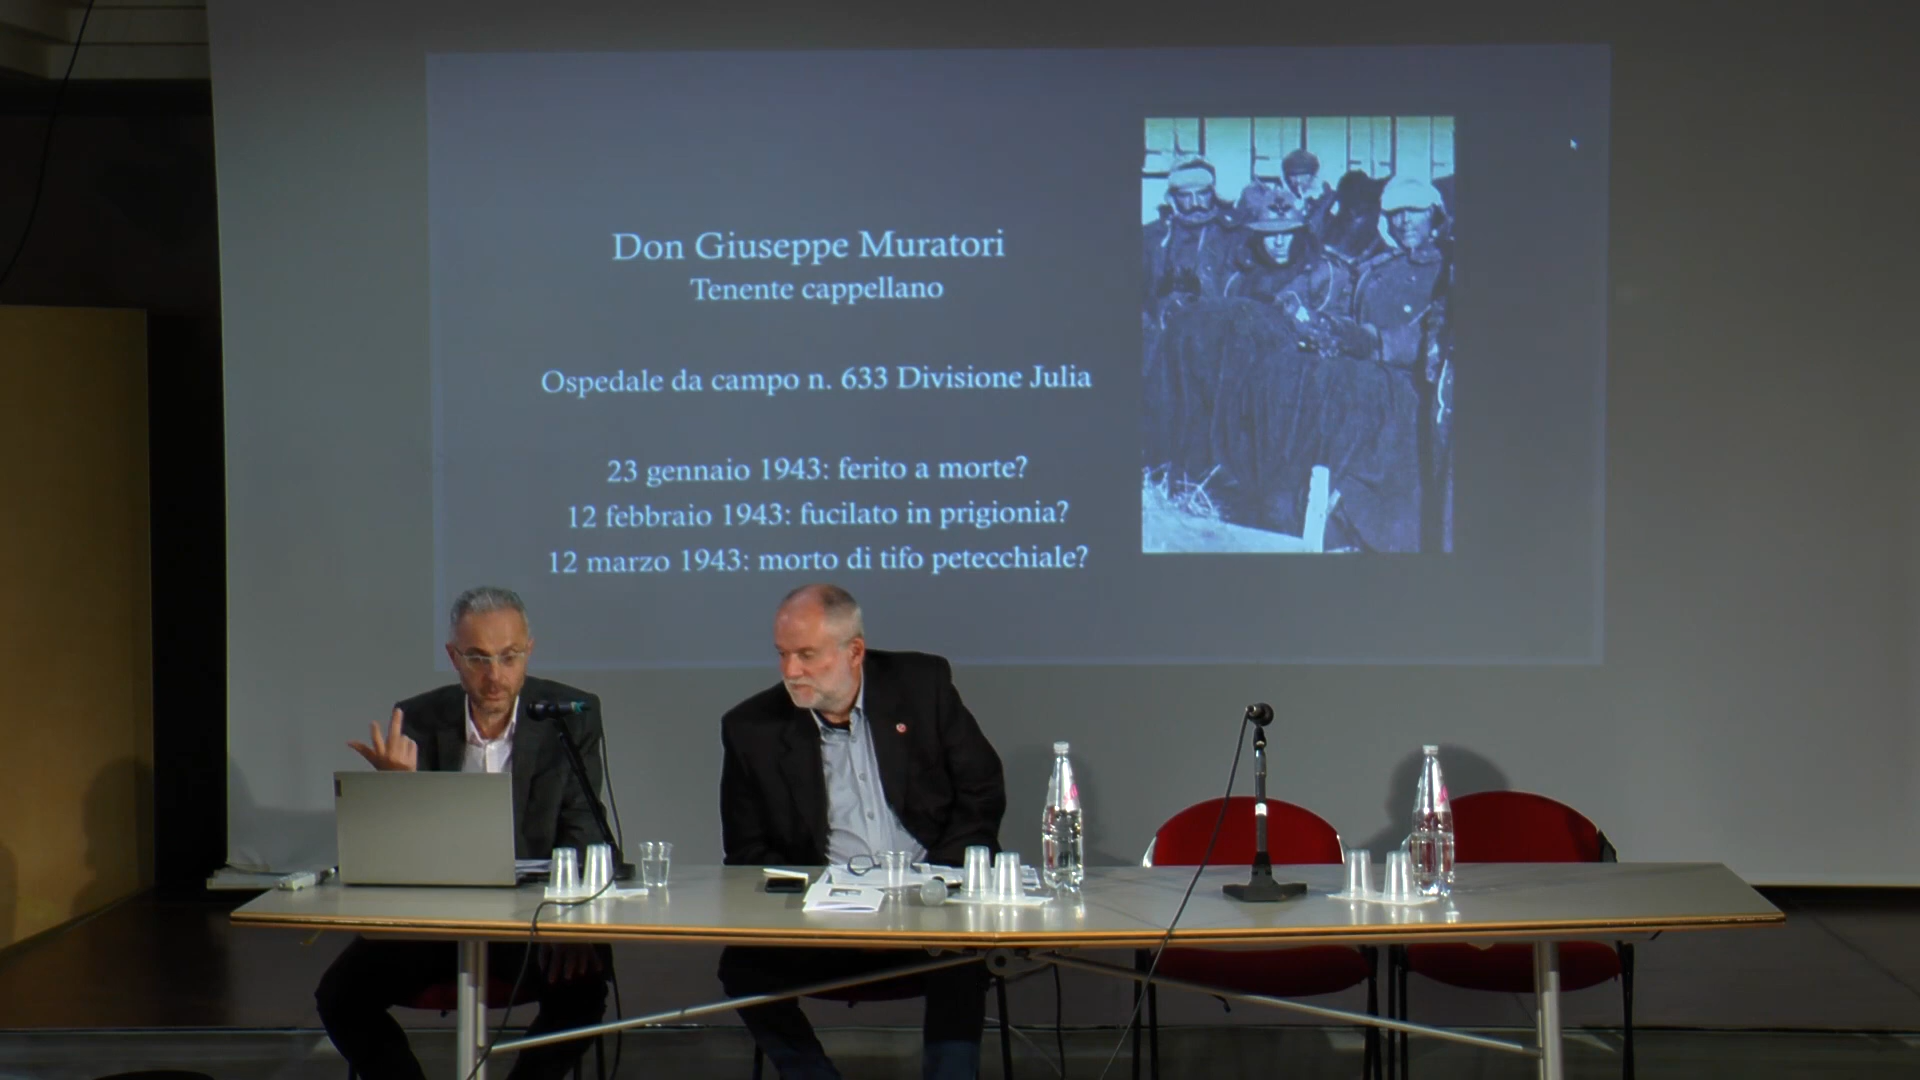 Don Giuseppe Muratori
Tenente cappellano
Ospedale da campo n. 633 Divisione Julia
23 gennaio 1943: ferito a morte?
12 febbraio 1943: fucilato in prigionia?
12 marzo 1943: morto di tifo petecchiale?